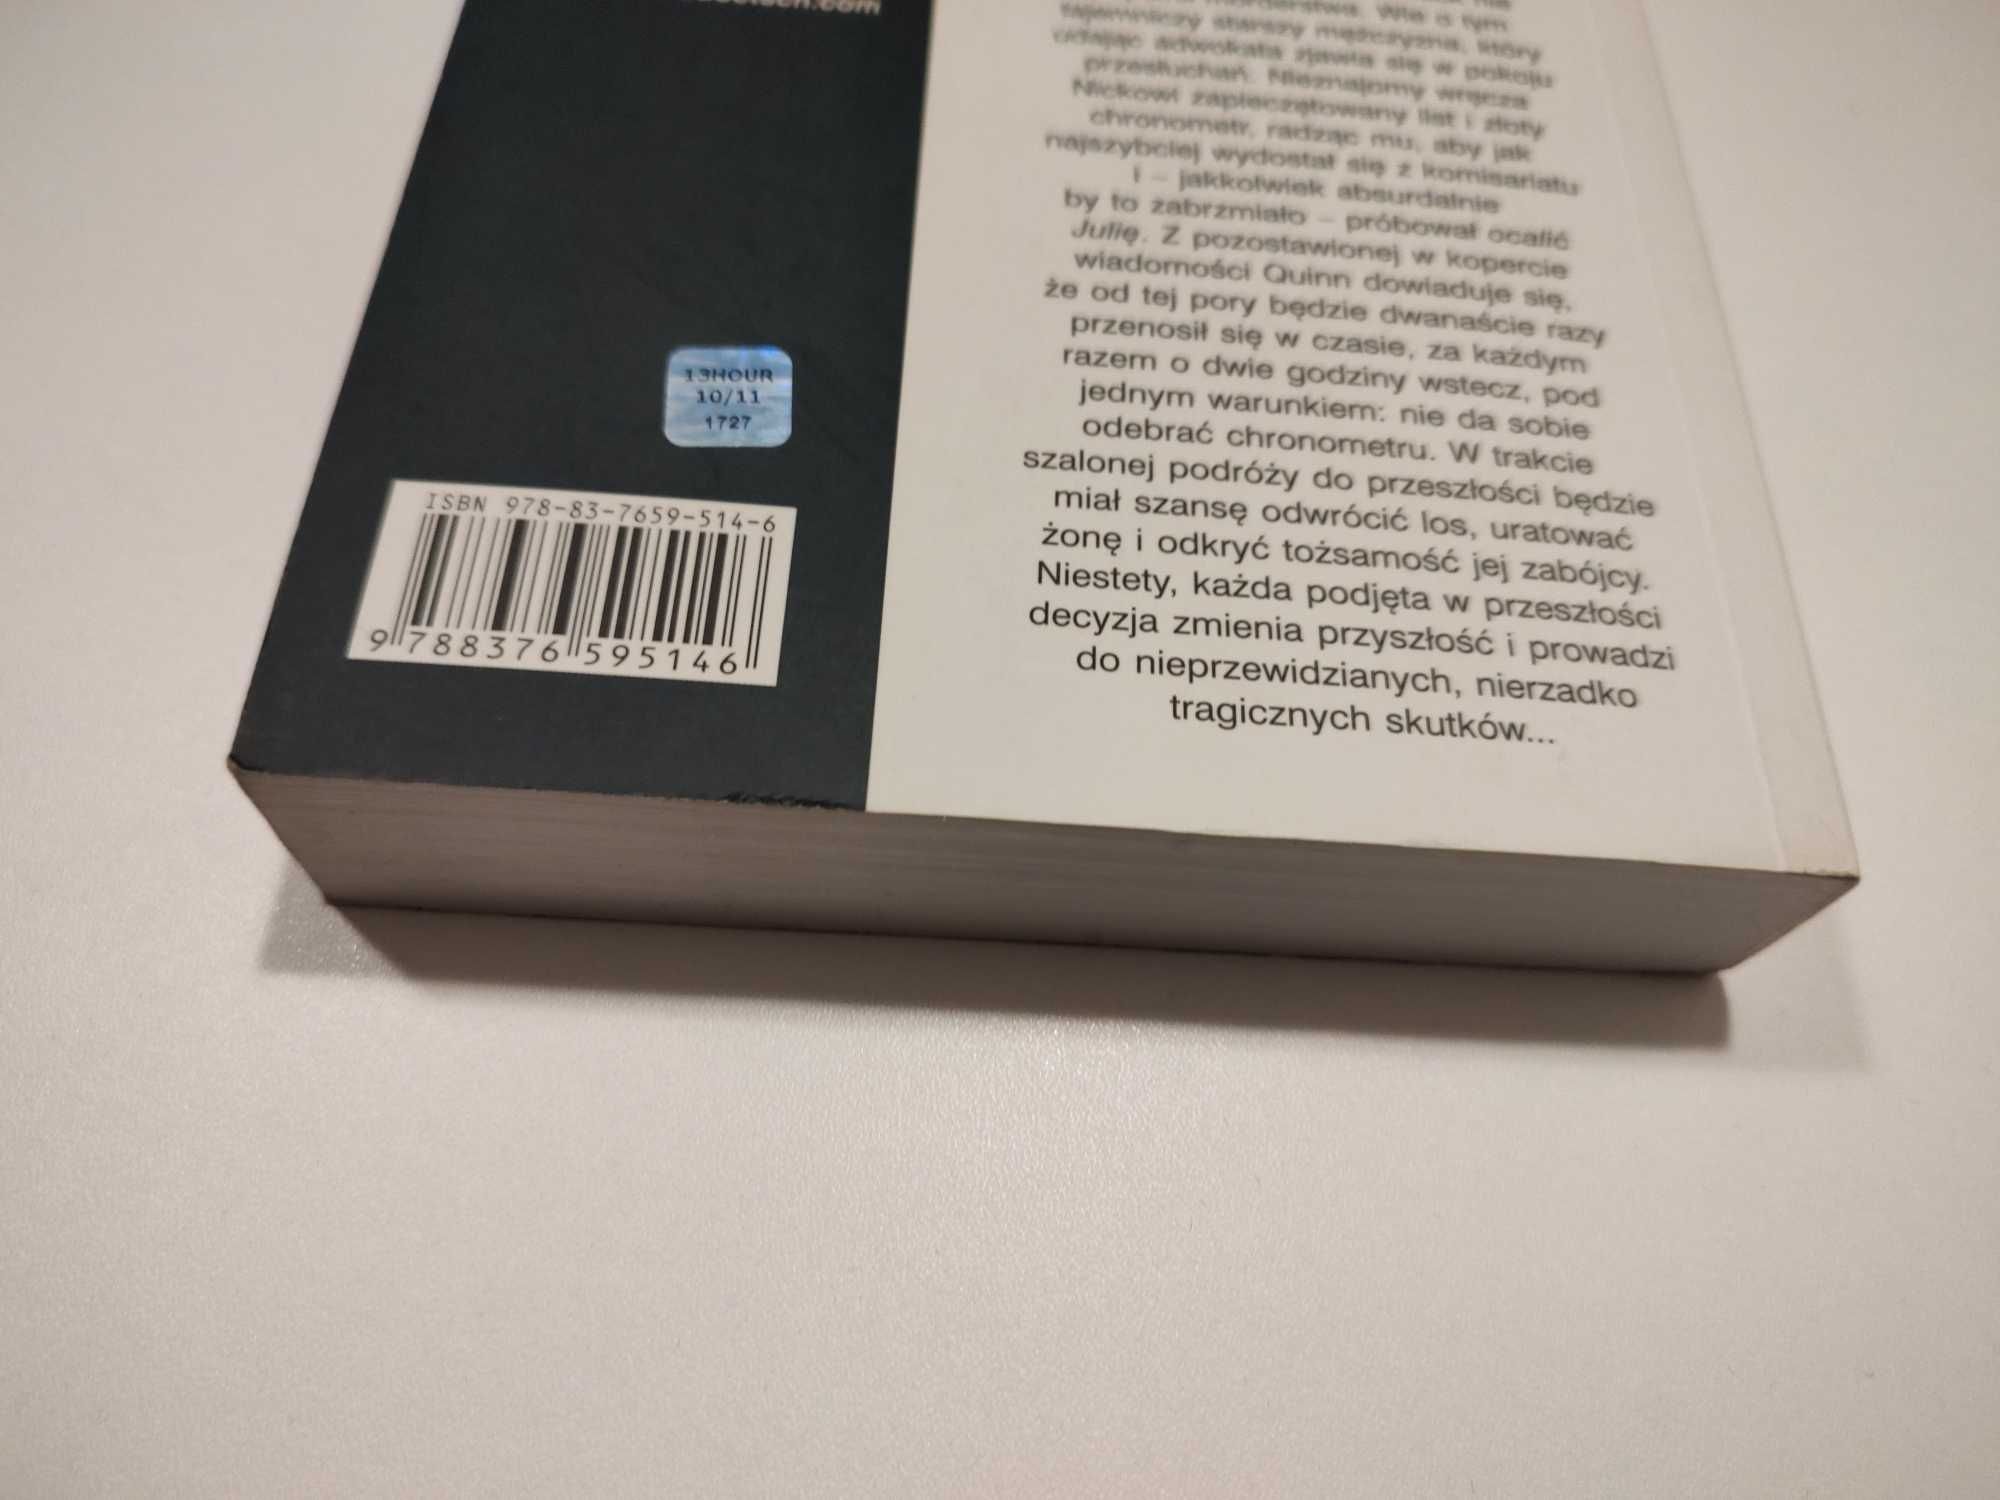 morderstwa. Wie o tym
tajemniczy starszy mężczyzna, który
udając adwokata zjawia się w pokoju
przesłuchań. Nieznajomy wręcza
Nickowi zapieczętowany list i złoty
chronometr, radząc mu, aby jak
najszybciej wydostał się z komisariatu
i – jakkolwiek absurdalnie
by to zabrzmiało – próbował ocalić
Julię. Z pozostawionej w kopercie
wiadomości Quinn dowiaduje się,
że od tej pory będzie dwanaście razy
przenosił się w czasie, za każdym
razem o dwie godziny wstecz, pod
jednym warunkiem: nie da sobie
odebrać chronometru. W trakcie
szalonej podróży do przeszłości będzie
miał szansę odwrócić los, uratować
żonę i odkryć tożsamość jej zabójcy.
Niestety, każda podjęta w przeszłości
decyzja zmienia przyszłość i prowadzi
do nieprzewidzianych, nierzadko
tragicznych skutków...
13HOUR
10/11
1727
ISBN 978-83-7659-514-6
9 788376 595146